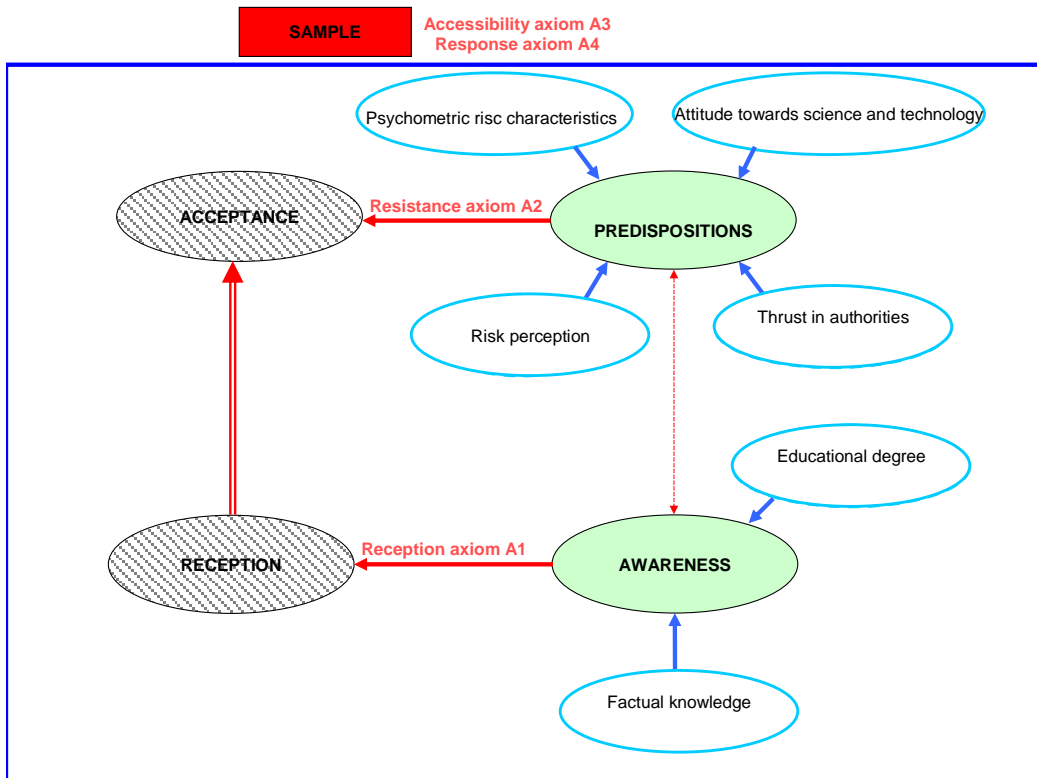 SAMPLE
Accessibility axiom A3
Response axiom A4
Psychometric risc characteristics
Attitude towards science and technology
ACCEPTANCE
Resistance axiom A2
PREDISPOSITIONS
Risk perception
Thrust in authorities
Educational degree
RECEPTION
Reception axiom A1
AWARENESS
Factual knowledge